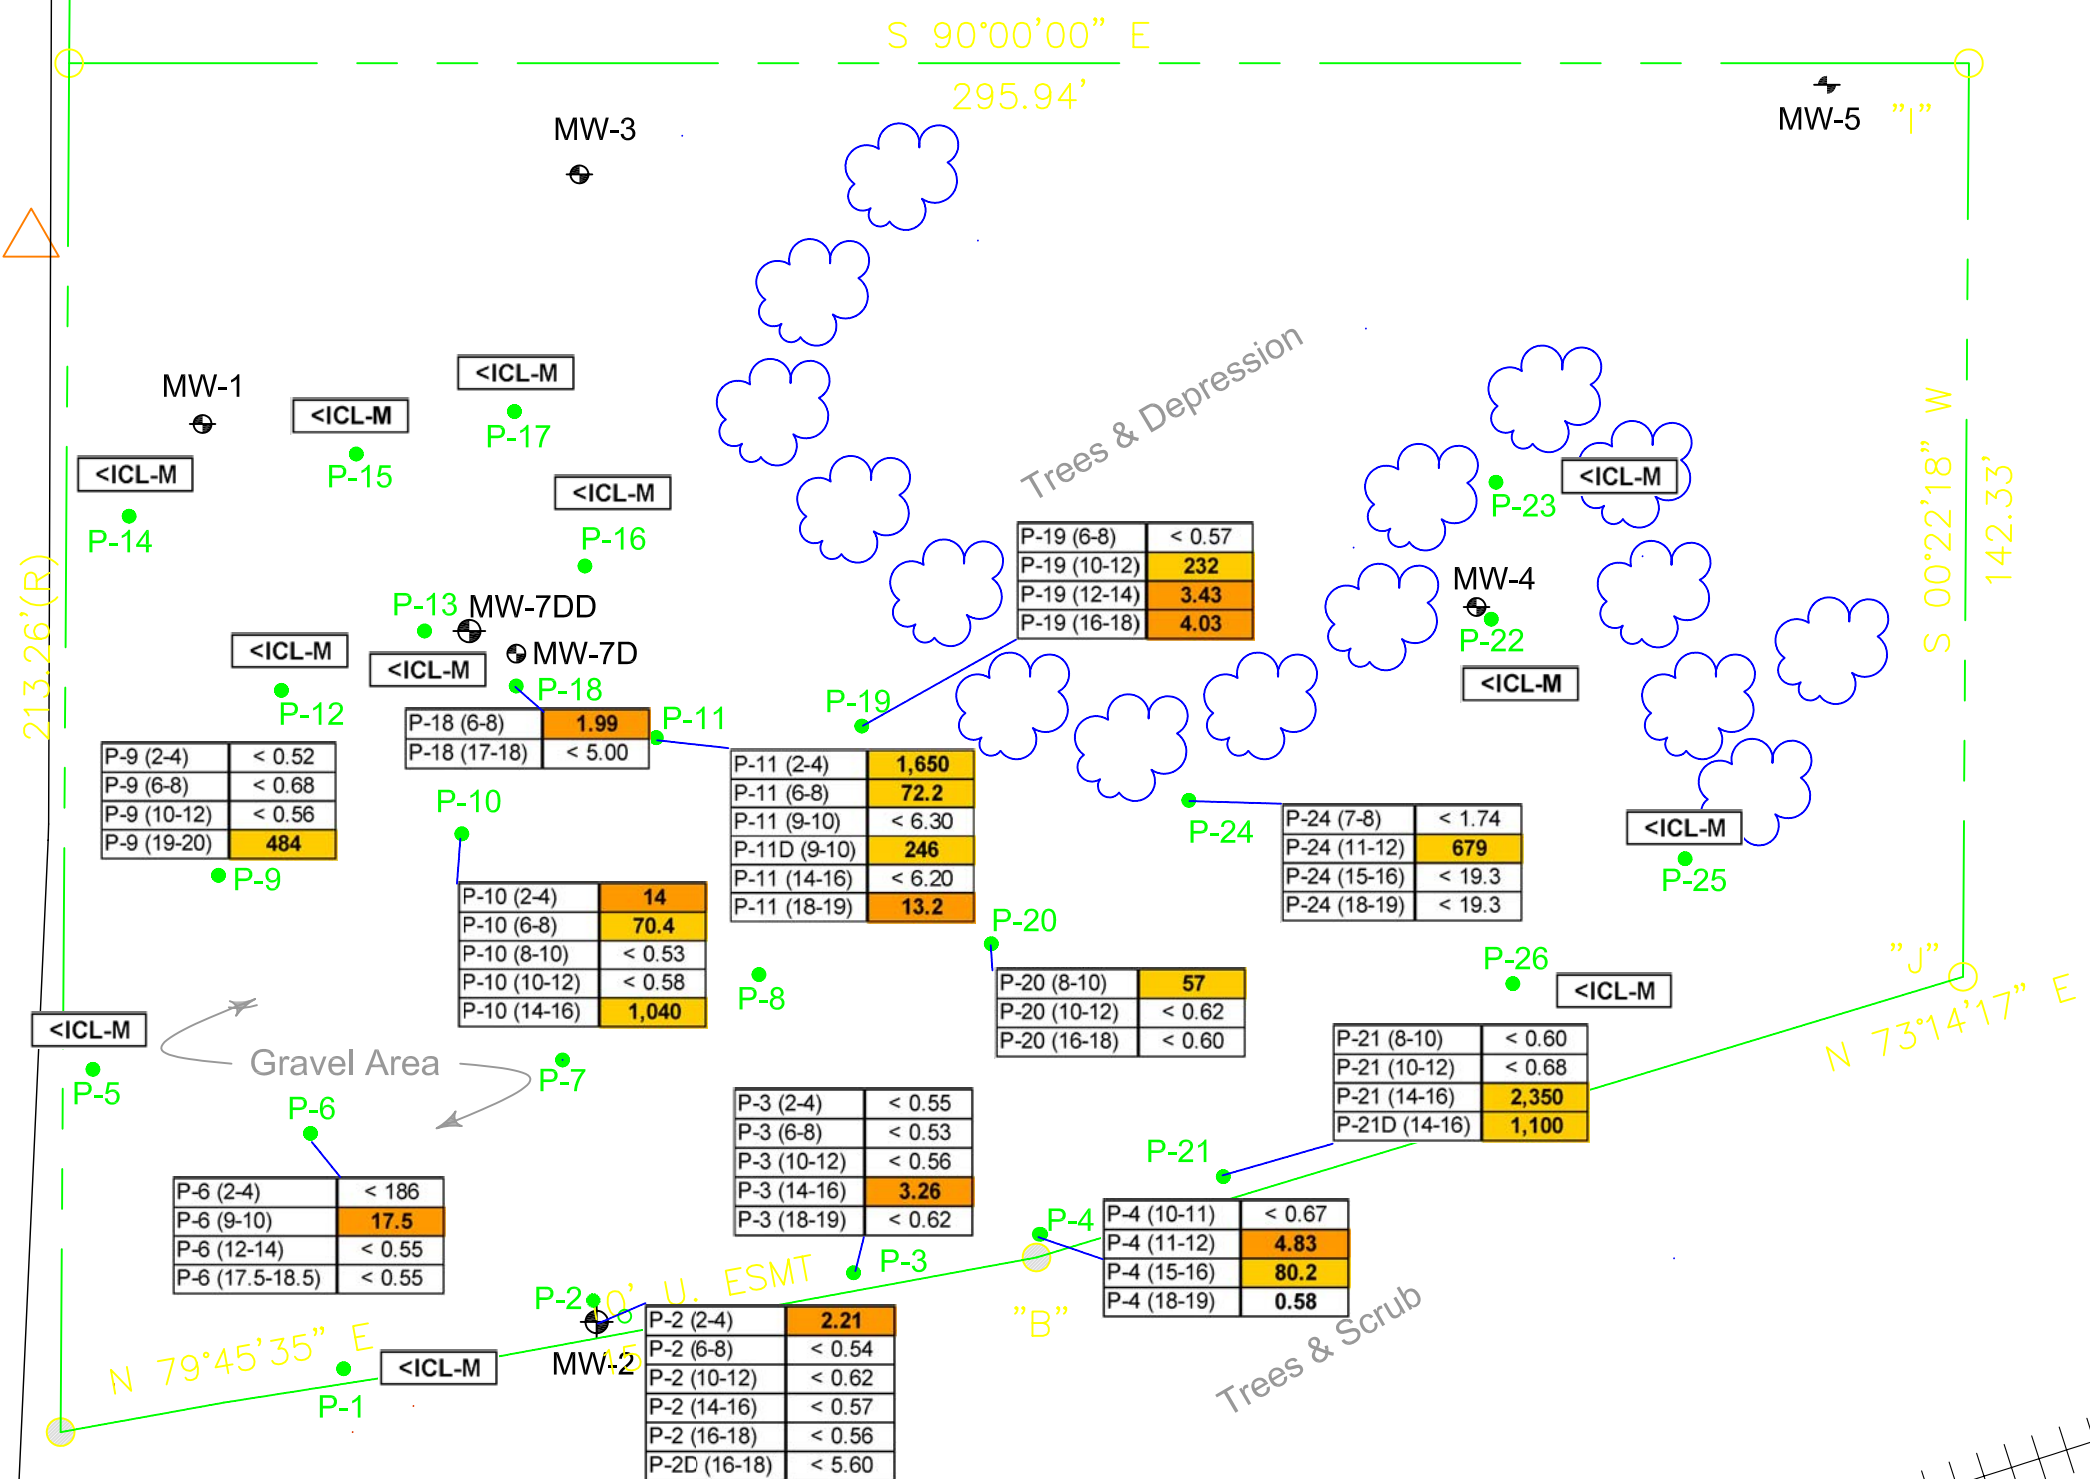 S 90°00'00" E
295.94'
MW-3
MW-5
"I"
MW-1
<ICL-M
P-17
<ICL-M
P-15
<ICL-M
P-14
<ICL-M
P-16
Trees & Depression
<ICL-M
P-23
S 00°22'18" W
142.33'
213.26'(R)
P-19 (6-8) < 0.57
P-19 (10-12) 232
P-19 (12-14) 3.43
P-19 (16-18) 4.03
P-19
MW-4
P-22
<ICL-M
P-13
MW-7DD
<ICL-M
MW-7D
<ICL-M
P-12
P-18
P-18 (6-8) 1.99
P-18 (17-18) < 5.00
P-11
P-11 (2-4) 1,650
P-11 (6-8) 72.2
P-11 (9-10) < 6.30
P-11D (9-10) 246
P-11 (14-16) < 6.20
P-11 (18-19) 13.2
P-9 (2-4) < 0.52
P-9 (6-8) < 0.68
P-9 (10-12) < 0.56
P-9 (19-20) 484
P-9
P-10
P-10 (2-4) 14
P-10 (6-8) 70.4
P-10 (8-10) < 0.53
P-10 (10-12) < 0.58
P-10 (14-16) 1,040
P-24
P-24 (7-8) < 1.74
P-24 (11-12) 679
P-24 (15-16) < 19.3
P-24 (18-19) < 19.3
<ICL-M
P-25
P-20
P-20 (8-10) 57
P-20 (10-12) < 0.62
P-20 (16-18) < 0.60
P-8
P-26
<ICL-M
"J"
N 73°14'17" E
<ICL-M
P-5
Gravel Area
P-7
P-6
P-6 (2-4) < 186
P-6 (9-10) 17.5
P-6 (12-14) < 0.55
P-6 (17.5-18.5) < 0.55
P-3 (2-4) < 0.55
P-3 (6-8) < 0.53
P-3 (10-12) < 0.56
P-3 (14-16) 3.26
P-3 (18-19) < 0.62
P-3
P-21 (8-10) < 0.60
P-21 (10-12) < 0.68
P-21 (14-16) 2,350
P-21D (14-16) 1,100
P-21
P-4
P-4 (10-11) < 0.67
P-4 (11-12) 4.83
P-4 (15-16) 80.2
P-4 (18-19) 0.58
"B"
Trees & Scrub
U. ESMT
P-2
MW-2
P-2 (2-4) 2.21
P-2 (6-8) < 0.54
P-2 (10-12) < 0.62
P-2 (14-16) < 0.57
P-2 (16-18) < 0.56
P-2D (16-18) < 5.60
N 79°45'35" E
<ICL-M
P-1